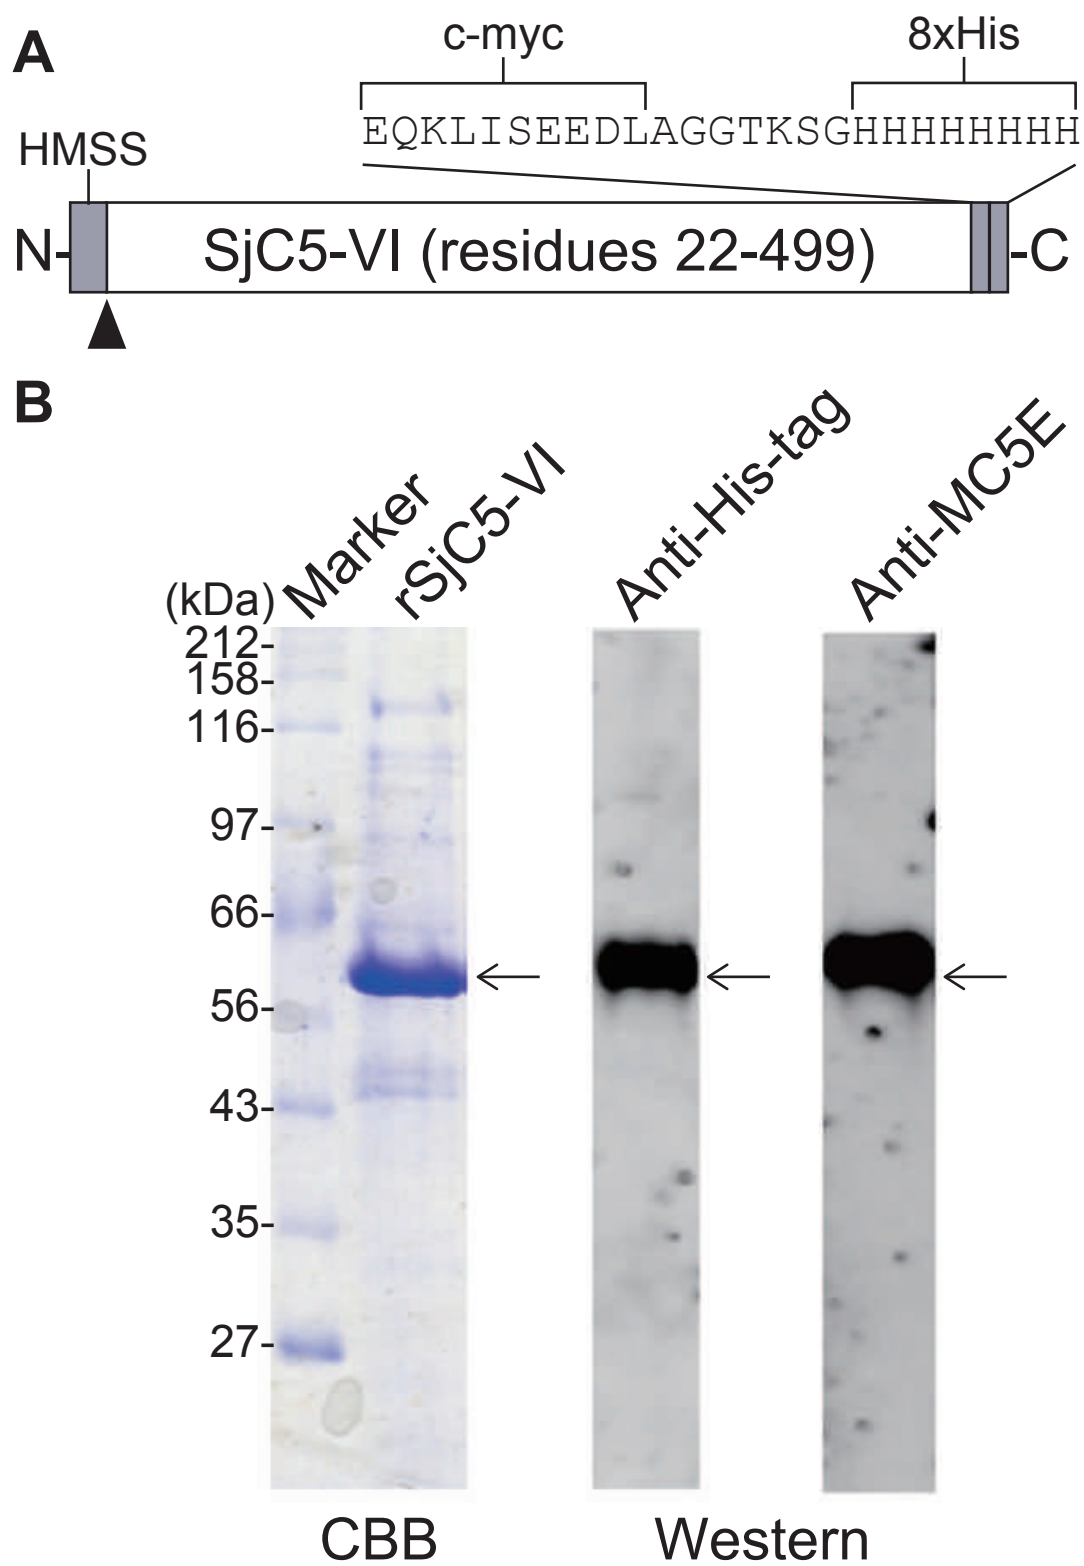 A
c-myc 8xHis
EQKLISEEDLAGGTKSGHHHHHHHH
HMSS
N- SjC5-VI (residues 22-499) -C
B
(kDa) Marker rSjC5-VI Anti-His-tag Anti-MC5E
212-
158-
116-
97-
66-
56-
43-
35-
27-
CBB Western